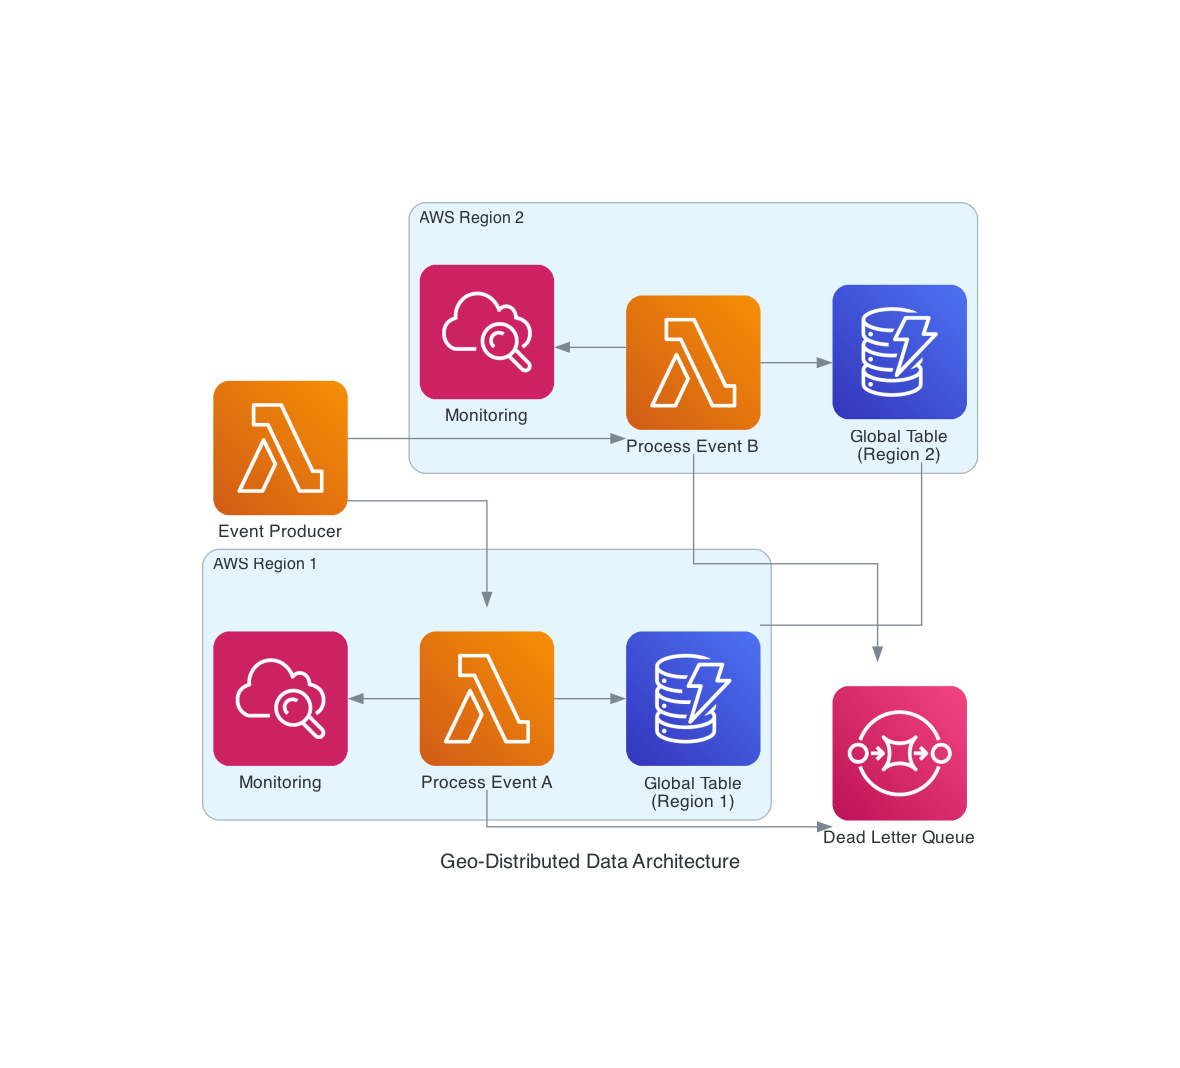 AWS Region 2
Monitoring
Process Event B
Global Table
(Region 2)
Event Producer
AWS Region 1
Monitoring
Process Event A
Global Table
(Region 1)
Dead Letter Queue
Geo-Distributed Data Architecture